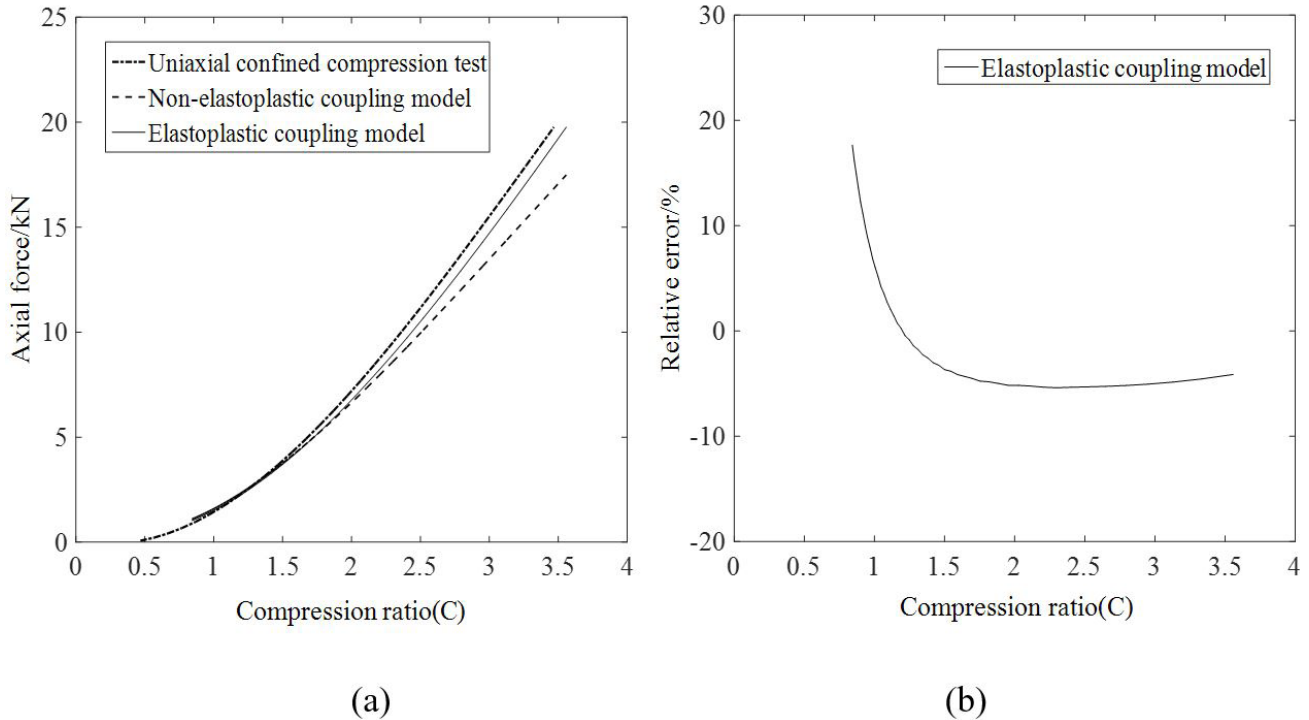 Uniaxial confined compression test
Non-elastoplastic coupling model
Elastoplastic coupling model
25
20
15
10
5
0
Axial force/kN
0 0.5 1 1.5 2 2.5 3 3.5 4
Compression ratio(C)
(a)
Elastoplastic coupling model
30
20
10
0
-10
-20
Relative error/%
0 0.5 1 1.5 2 2.5 3 3.5 4
Compression ratio(C)
(b)